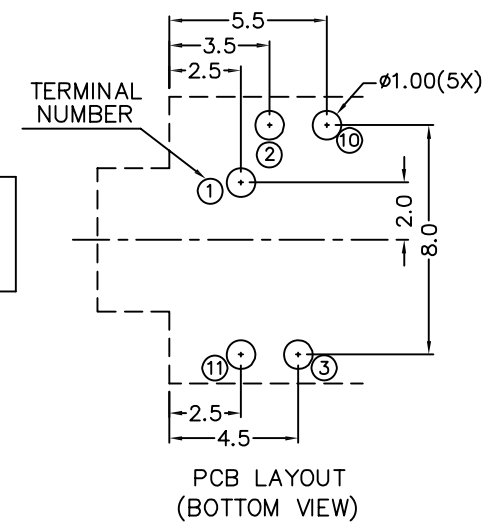 5.5
3.5
2.5
ø1.00(5X)
TERMINAL
NUMBER
2
10
1
2.0
8.0
11
3
2.5
4.5
PCB LAYOUT
(BOTTOM VIEW)